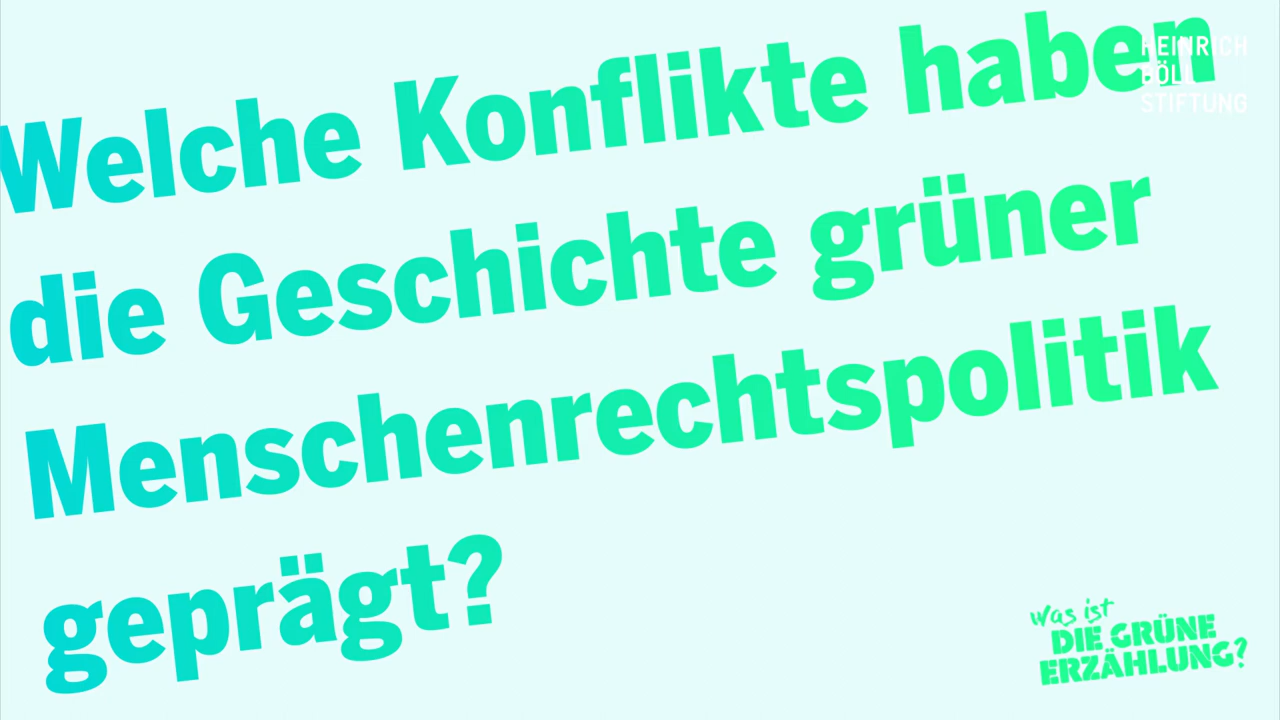 Welche Konflikte haben
die Geschichte grüner
Menschenrechtspolitik
geprägt?
HEINRICH
BÖLL
STIFTUNG
Was ist
DIE GRÜNE
ERZÄHLUNG?